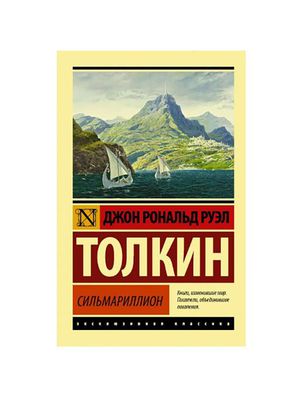 N
ДЖОН РОНАЛЬД РУЭЛ
ТОЛКИН
СИЛЬМАРИЛЛИОН
Книги, изменившие мир.
Писатели, объединившие
поколения.
ЭКСКЛЮЗИВНАЯ КЛАССИКА